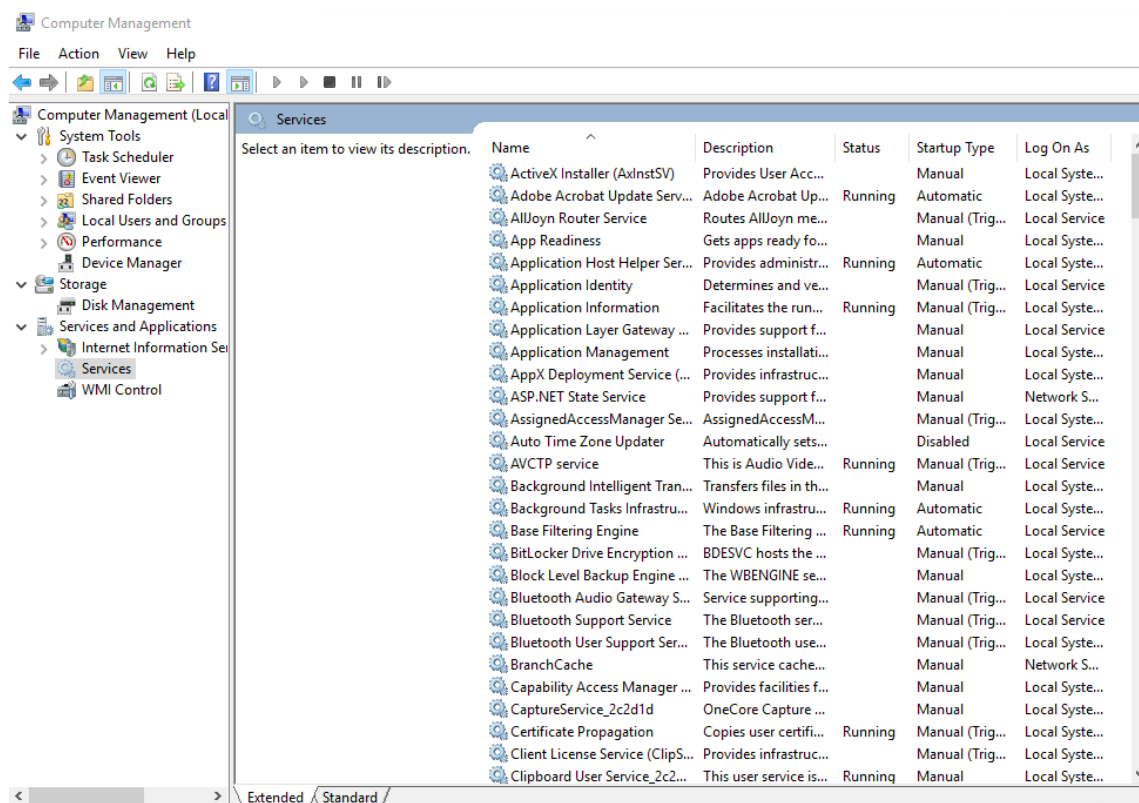 Computer Management
File Action View Help
Computer Management (Local
System Tools
Task Scheduler
Event Viewer
Shared Folders
Local Users and Groups
Performance
Device Manager
Storage
Disk Management
Services and Applications
Internet Information Ser
Services
WMI Control
Services
Select an item to view its description.
Name Description Status Startup Type Log On As
ActiveX Installer (AxInstSV) Provides User Acc... Manual Local Syste...
Adobe Acrobat Update Serv... Adobe Acrobat Up... Running Automatic Local Syste...
AllJoyn Router Service Routes AllJoyn me... Manual (Trig... Local Service
App Readiness Gets apps ready fo... Manual Local Syste...
Application Host Helper Ser... Provides administr... Running Automatic Local Syste...
Application Identity Determines and ve... Manual (Trig... Local Service
Application Information Facilitates the run... Running Manual (Trig... Local Syste...
Application Layer Gateway ... Provides support f... Manual Local Service
Application Management Processes installati... Manual Local Syste...
AppX Deployment Service (... Provides infrastruc... Manual Local Syste...
ASP.NET State Service Provides support f... Manual Network S...
AssignedAccessManager Se... AssignedAccessM... Manual (Trig... Local Syste...
Auto Time Zone Updater Automatically sets... Disabled Local Service
AVCTP service This is Audio Vide... Running Manual (Trig... Local Service
Background Intelligent Tran... Transfers files in th... Manual Local Syste...
Background Tasks Infrastru... Windows infrastru... Running Automatic Local Syste...
Base Filtering Engine The Base Filtering ... Running Automatic Local Service
BitLocker Drive Encryption ... BDESVC hosts the ... Manual (Trig... Local Syste...
Block Level Backup Engine ... The WBENGINE se... Manual Local Syste...
Bluetooth Audio Gateway S... Service supporting... Manual (Trig... Local Service
Bluetooth Support Service The Bluetooth ser... Manual (Trig... Local Service
Bluetooth User Support Ser... The Bluetooth use... Manual (Trig... Local Syste...
BranchCache This service cache... Manual Network S...
Capability Access Manager ... Provides facilities f... Manual Local Syste...
CaptureService_2c2d1d OneCore Capture ... Manual Local Syste...
Certificate Propagation Copies user certifi... Running Manual (Trig... Local Syste...
Client License Service (ClipS... Provides infrastruc... Manual (Trig... Local Syste...
Clipboard User Service_2c2... This user service is... Running Manual Local Syste...
Extended Standard